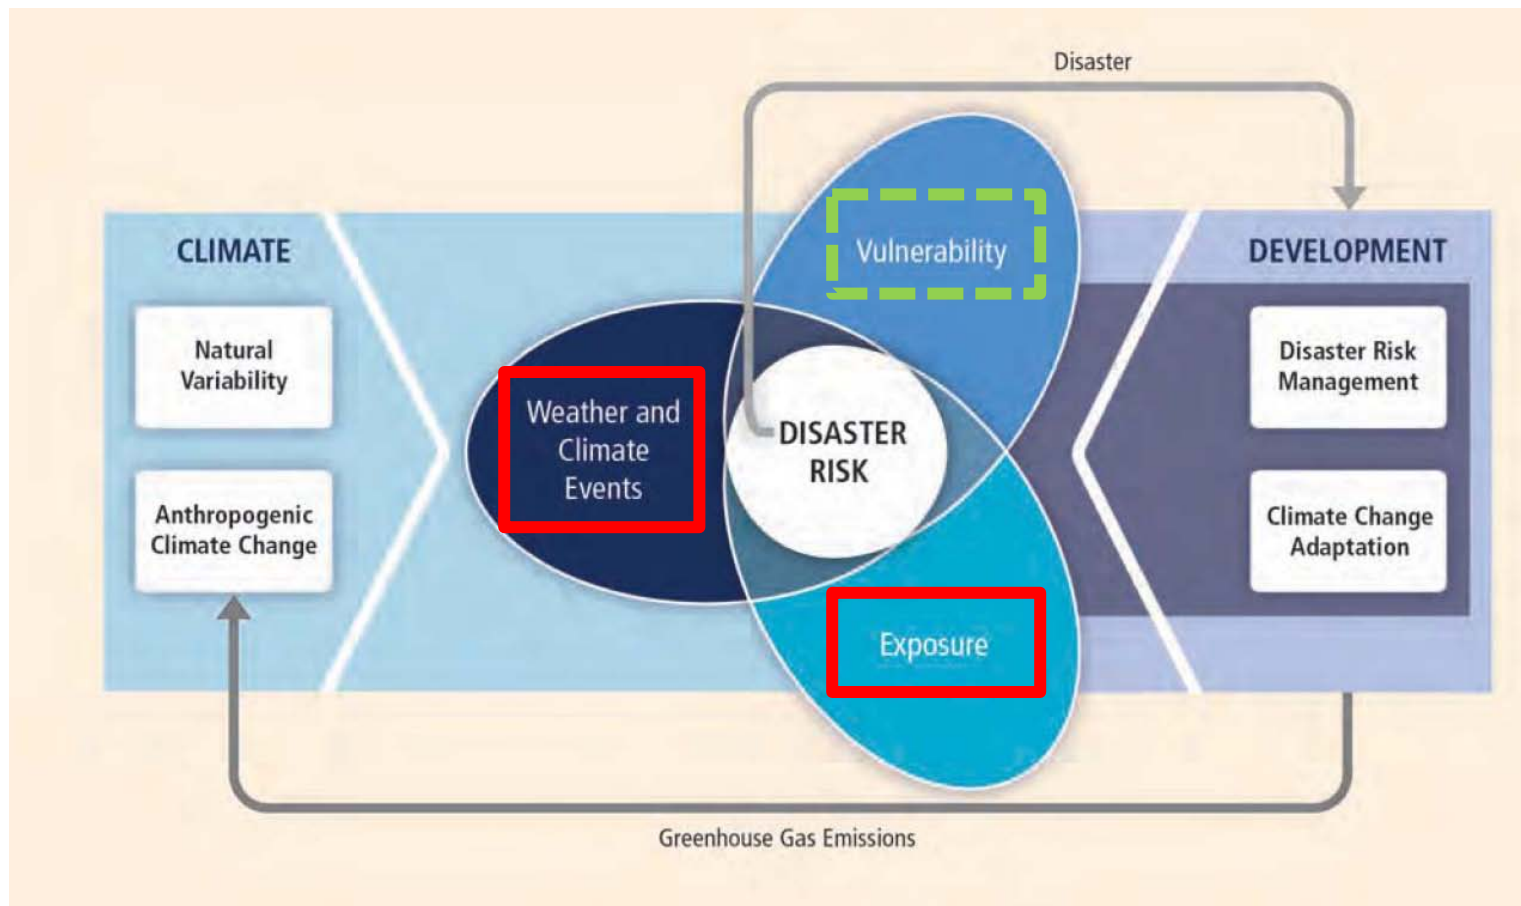 Disaster
CLIMATE
Natural
Variability
Anthropogenic
Climate Change
Weather and
Climate
Events
Vulnerability
DISASTER
RISK
Exposure
DEVELOPMENT
Disaster Risk
Management
Climate Change
Adaptation
Greenhouse Gas Emissions